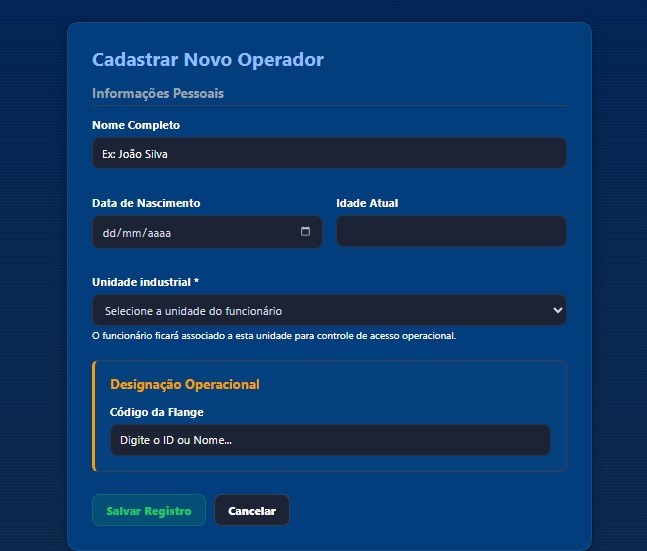 Cadastrar Novo Operador
Informações Pessoais
Nome Completo
Ex: João Silva
Data de Nascimento
Idade Atual
dd/mm/aaaa
Unidade industrial *
Selecione a unidade do funcionário
O funcionário ficará associado a esta unidade para controle de acesso operacional.
Designação Operacional
Código da Flange
Digite o ID ou Nome...
Salvar Registro
Cancelar